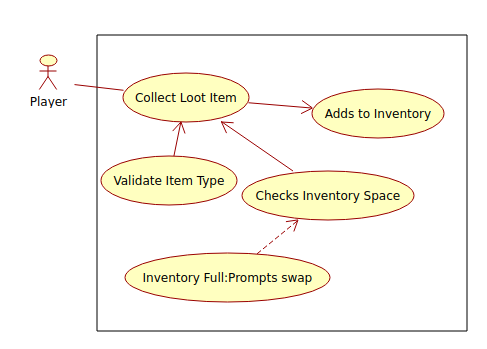 Player
Collect Loot Item
Adds to Inventory
Validate Item Type
Checks Inventory Space
Inventory Full:Prompts swap